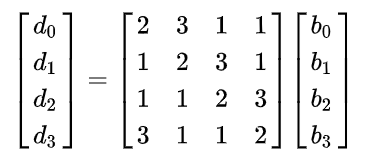 d₀ 2 3 1 1 b₀
d₁ = 1 2 3 1 b₁
d₂ 1 1 2 3 b₂
d₃ 3 1 1 2 b₃